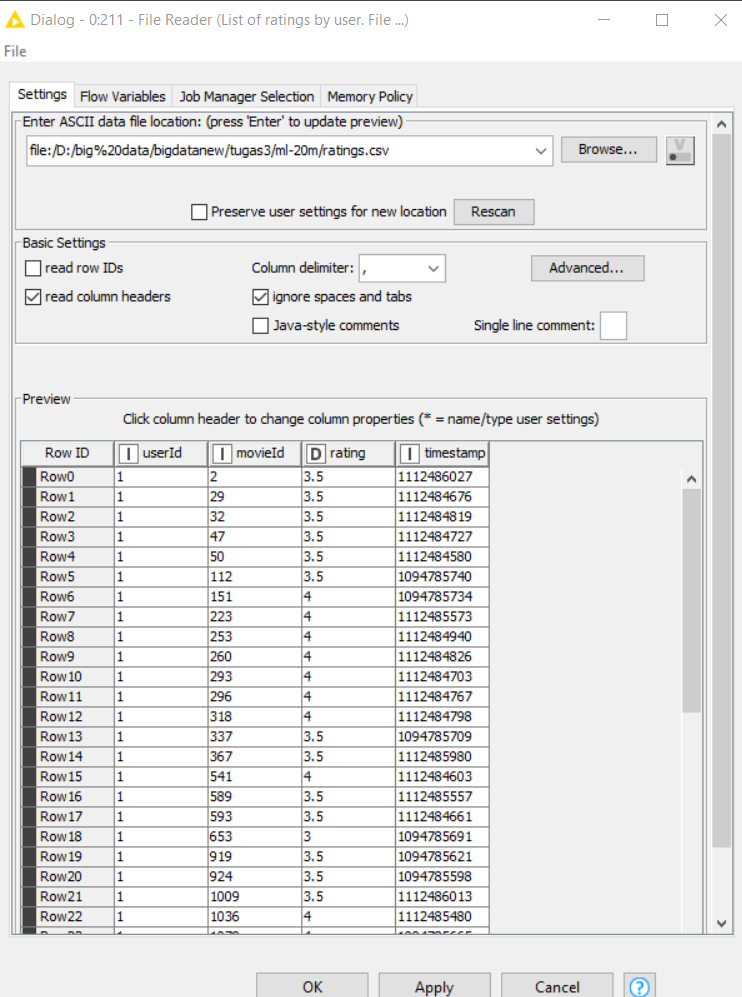 Dialog - 0:211 - File Reader (List of ratings by user. File ...)
File
Settings Flow Variables Job Manager Selection Memory Policy
Enter ASCII data file location: (press 'Enter' to update preview)
file:/D:/big%20data/bigdatanew/tugas3/ml-20m/ratings.csv Browse... V
Preserve user settings for new location Rescan
Basic Settings
read row IDs Column delimiter: , Advanced...
read column headers ignore spaces and tabs
Java-style comments Single line comment:
Preview
Click column header to change column properties (* = name/type user settings)
Row ID I userId I movieId D rating I timestamp
Row0 1 2 3.5 1112486027
Row1 1 29 3.5 1112484676
Row2 1 32 3.5 1112484819
Row3 1 47 3.5 1112484727
Row4 1 50 3.5 1112484580
Row5 1 112 3.5 1094785740
Row6 1 151 4 1094785734
Row7 1 223 4 1112485573
Row8 1 253 4 1112484940
Row9 1 260 4 1112484826
Row10 1 293 4 1112484703
Row11 1 296 4 1112484767
Row12 1 318 4 1112484798
Row13 1 337 3.5 1094785709
Row14 1 367 3.5 1112485980
Row15 1 541 4 1112484603
Row16 1 589 3.5 1112485557
Row17 1 593 3.5 1112484661
Row18 1 653 3 1094785691
Row19 1 919 3.5 1094785621
Row20 1 924 3.5 1094785598
Row21 1 1009 3.5 1112486013
Row22 1 1036 4 1112485480
OK Apply Cancel ?